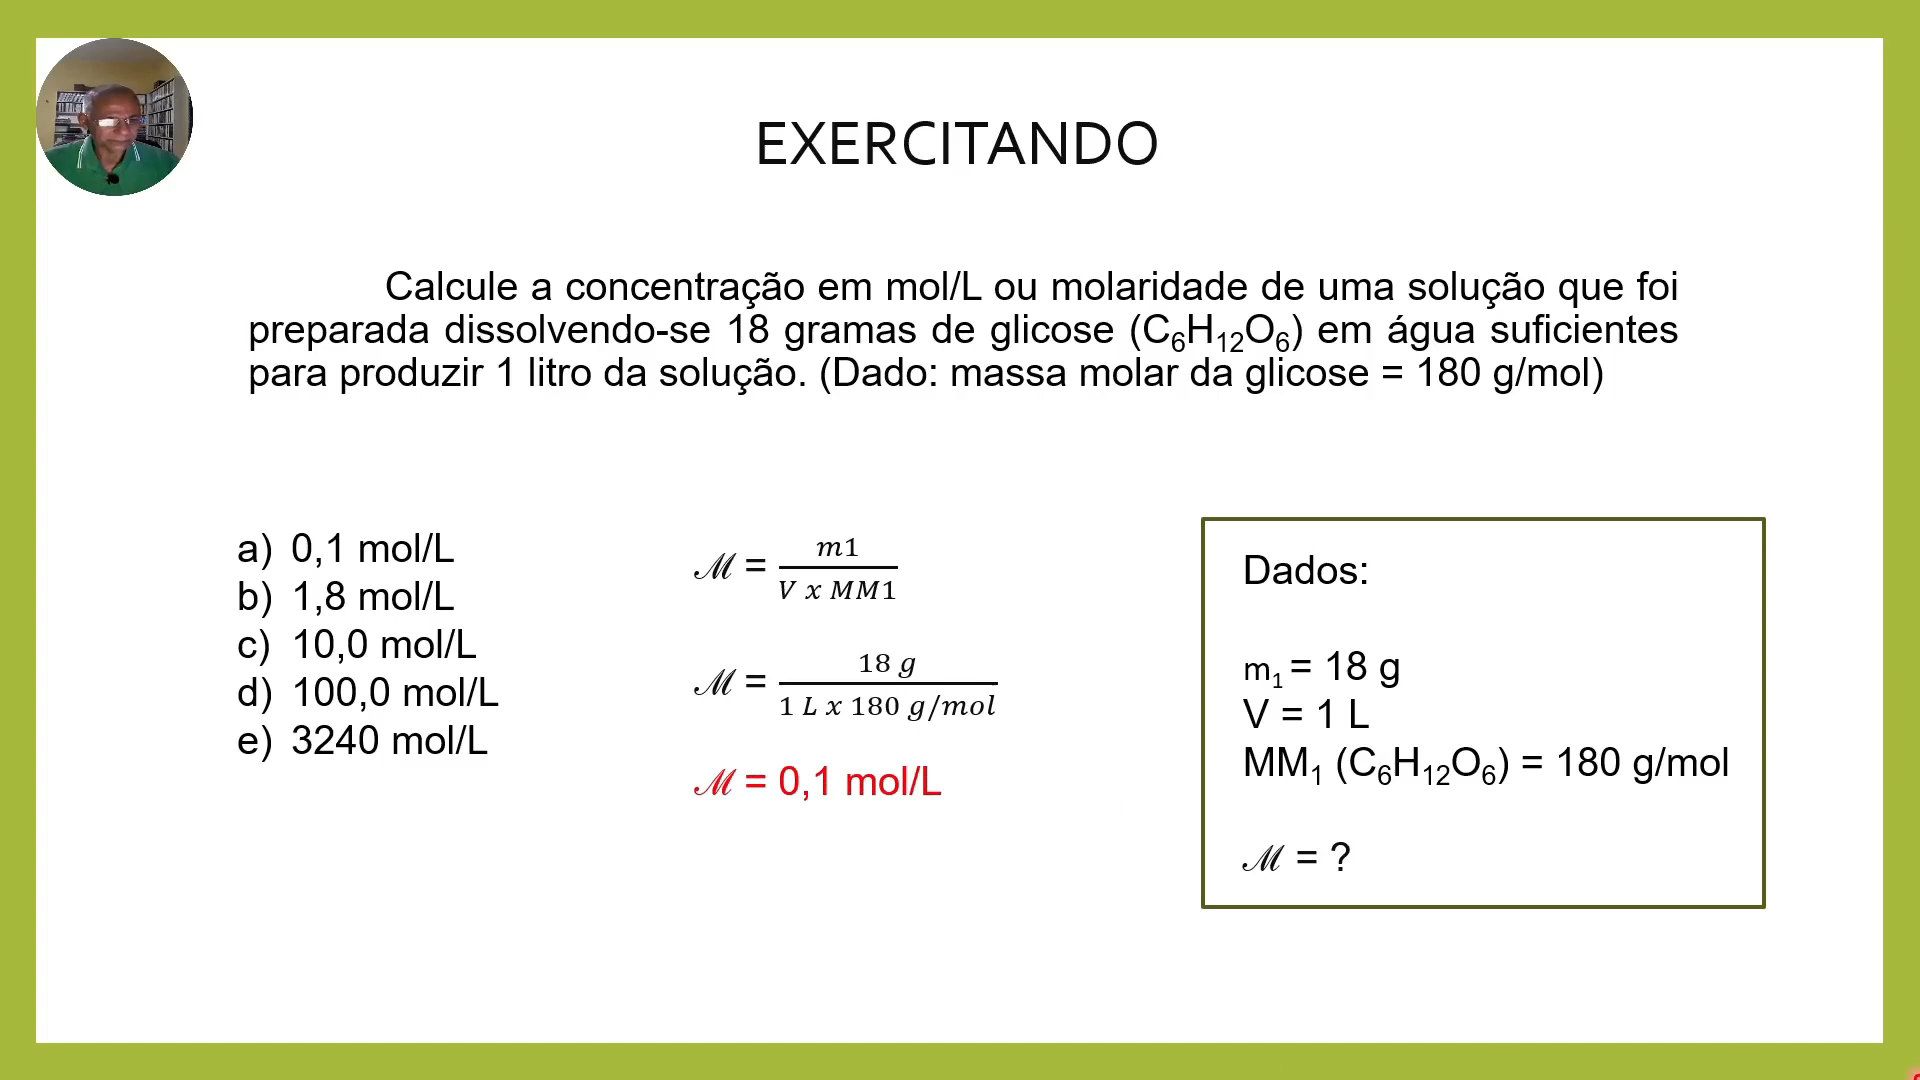 EXERCITANDO
Calcule a concentração em mol/L ou molaridade de uma solução que foi
preparada dissolvendo-se 18 gramas de glicose (C₆H₁₂O₆) em água suficientes
para produzir 1 litro da solução. (Dado: massa molar da glicose = 180 g/mol)
a) 0,1 mol/L
b) 1,8 mol/L
c) 10,0 mol/L
d) 100,0 mol/L
e) 3240 mol/L
ℳ = m1
V x MM1
ℳ = 18 g
1 L x 180 g/mol
ℳ = 0,1 mol/L
Dados:
m₁ = 18 g
V = 1 L
MM₁ (C₆H₁₂O₆) = 180 g/mol
ℳ = ?